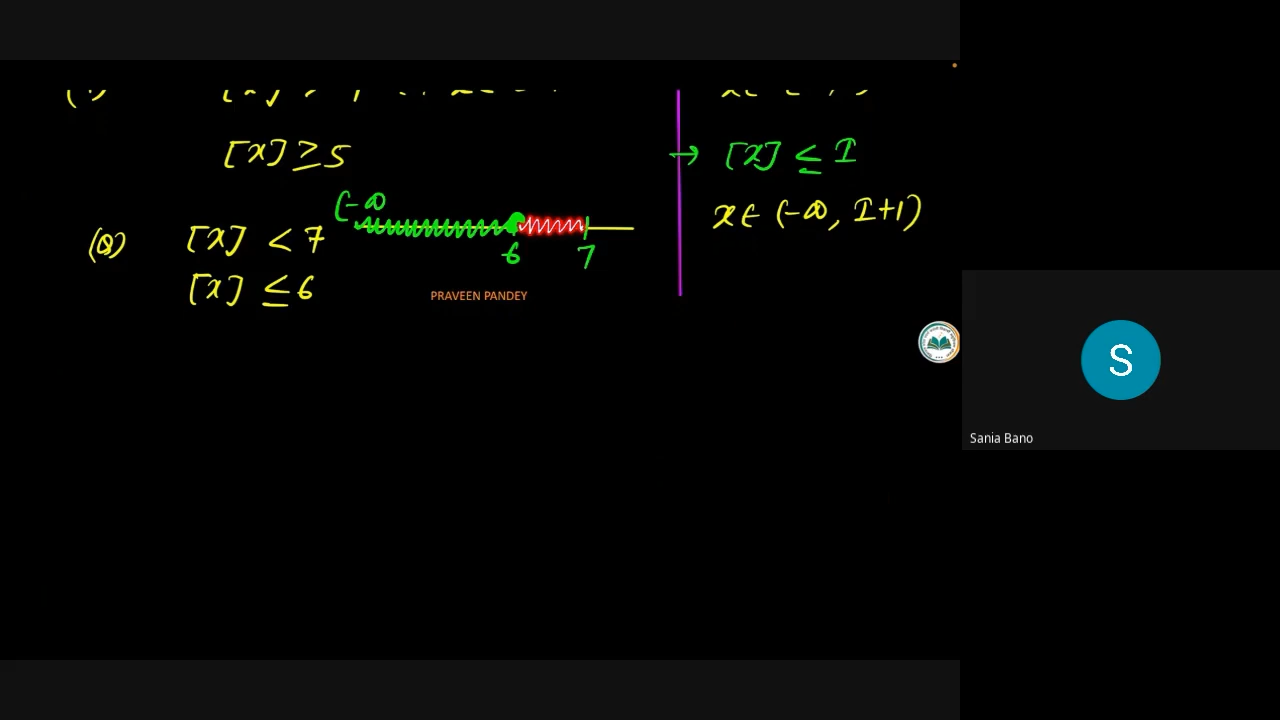 [x] ≥ 5
(Q) [x] < 7
[x] ≤ 6
(-∞
6 7
PRAVEEN PANDEY
→ [x] ≤ I
x ∈ (-∞, I+1)
S
Sania Bano